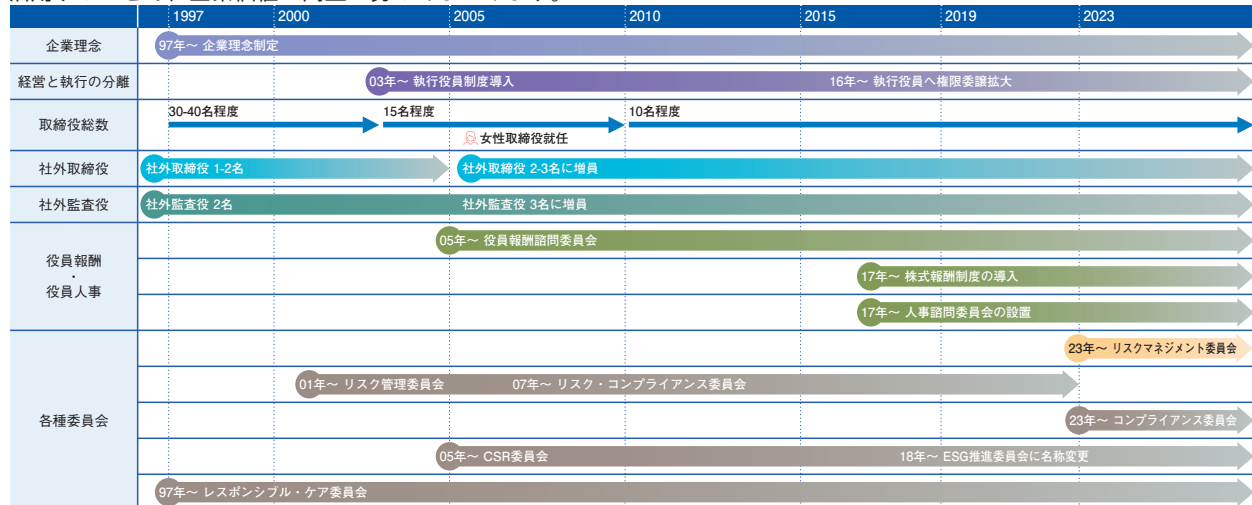 1997 2000 2005 2010 2015 2019 2023
企業理念
97年～ 企業理念制定
経営と執行の分離
03年～ 執行役員制度導入
16年～ 執行役員へ権限委譲拡大
取締役総数
30-40名程度
15名程度
10名程度
女性取締役就任
社外取締役
社外取締役 1-2名
社外取締役 2-3名に増員
社外監査役
社外監査役 2名
社外監査役 3名に増員
役員報酬
・
役員人事
05年～ 役員報酬諮問委員会
17年～ 株式報酬制度の導入
17年～ 人事諮問委員会の設置
各種委員会
23年～ リスクマネジメント委員会
01年～ リスク管理委員会
07年～ リスク・コンプライアンス委員会
23年～ コンプライアンス委員会
05年～ CSR委員会
18年～ ESG推進委員会に名称変更
97年～ レスポンシブル・ケア委員会